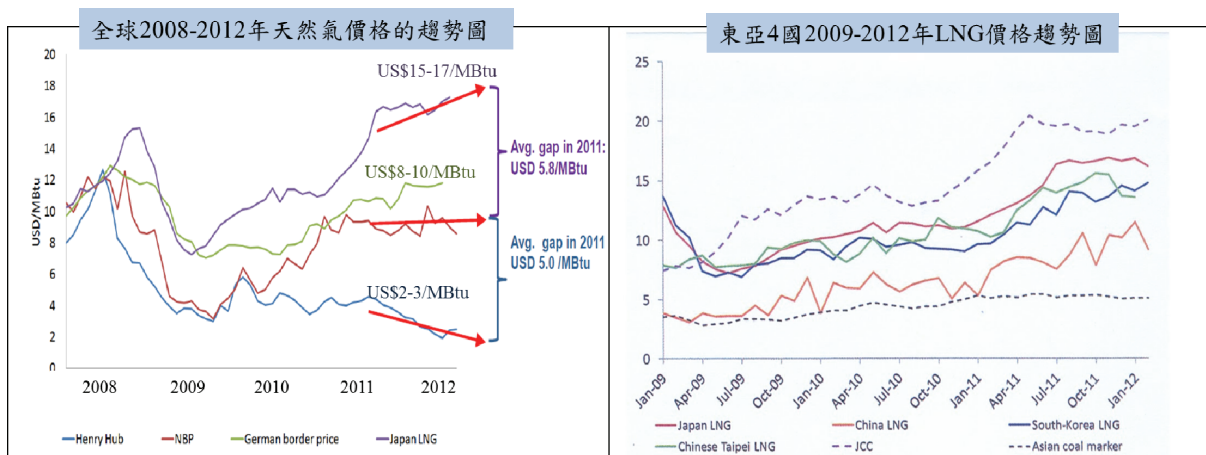 全球2008-2012年天然氣價格的趨勢圖
USD/MBtu
20
18
16
14
12
10
8
6
4
2
0
2008 2009 2010 2011 2012
US$15-17/MBtu
US$8-10/MBtu
US$2-3/MBtu
Avg. gap in 2011:
USD 5.8/MBtu
Avg. gap in 2011
USD 5.0 /MBtu
Henry Hub NBP German border price Japan LNG
東亞4國2009-2012年LNG價格趨勢圖
25
20
15
10
5
0
Jan-09 Apr-09 Jul-09 Oct-09 Jan-10 Apr-10 Jul-10 Oct-10 Jan-11 Apr-11 Jul-11 Oct-11 Jan-12
Japan LNG China LNG South-Korea LNG
Chinese Taipei LNG JCC Asian coal marker